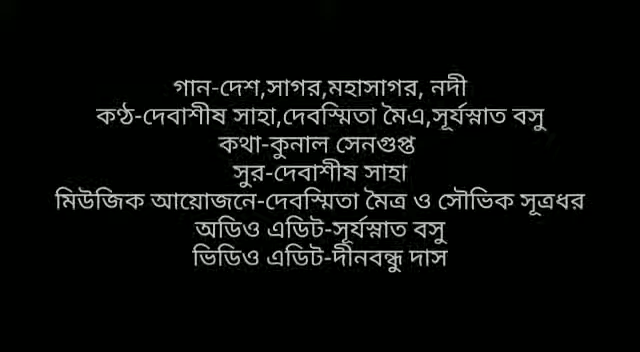 গান-দেশ,সাগর,মহাসাগর, নদী
কণ্ঠ-দেবাশীষ সাহা,দেবস্মিতা মৈএ,সূর্যস্নাত বসু
কথা-কুনাল সেনগুপ্ত
সুর-দেবাশীষ সাহা
মিউজিক আয়োজনে-দেবস্মিতা মৈত্র ও সৌভিক সূত্রধর
অডিও এডিট-সূর্যস্নাত বসু
ভিডিও এডিট-দীনবন্ধু দাস